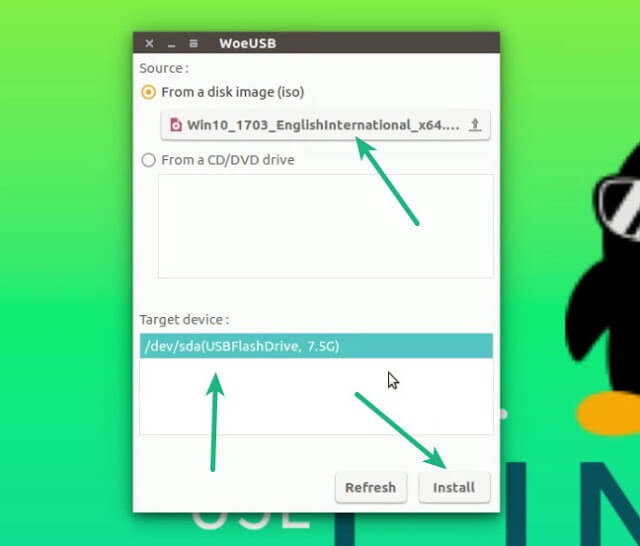 WoeUSB
Source :
From a disk image (iso)
Win10_1703_EnglishInternational_x64....
From a CD/DVD drive
Target device :
/dev/sda(USBFlashDrive, 7.5G)
Refresh
Install